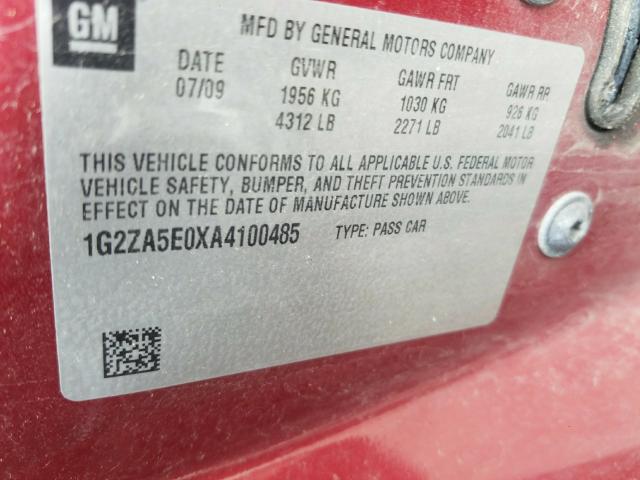 GM
MFD BY GENERAL MOTORS COMPANY
DATE GVWR GAWR FRT GAWR RR
07/09 1956 KG 1030 KG 926 KG
4312 LB 2271 LB 2041 LB
THIS VEHICLE CONFORMS TO ALL APPLICABLE U.S. FEDERAL MOTOR
VEHICLE SAFETY, BUMPER, AND THEFT PREVENTION STANDARDS IN
EFFECT ON THE DATE OF MANUFACTURE SHOWN ABOVE.
1G2ZA5E0XA4100485 TYPE: PASS CAR